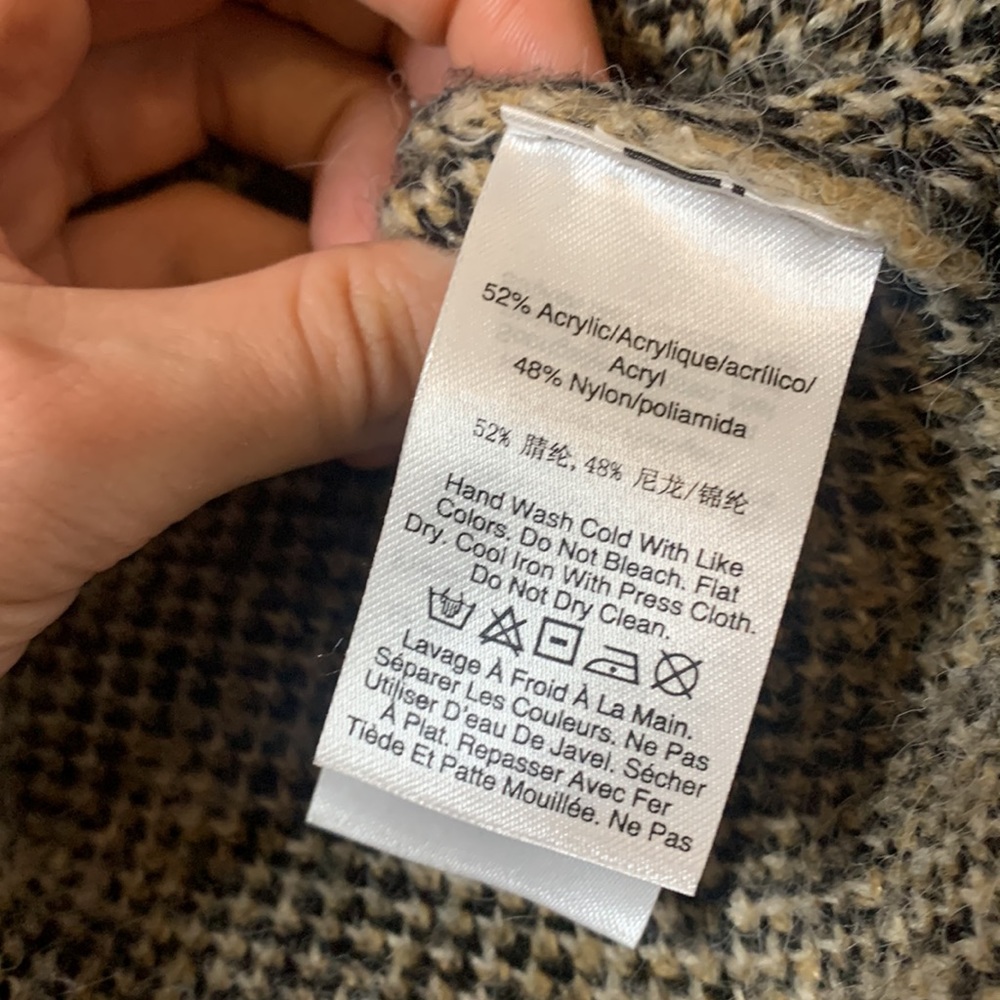 52% Acrylic/Acrylique/acrílico/
Acryl
48% Nylon/poliamida
52% 腈纶, 48% 尼龙/锦纶
Hand Wash Cold With Like
Colors. Do Not Bleach. Flat
Dry. Cool Iron With Press Cloth.
Do Not Dry Clean.
Lavage À Froid À La Main.
Séparer Les Couleurs. Ne Pas
Utiliser D'eau De Javel. Sécher
À Plat. Repasser Avec Fer
Tiède Et Patte Mouillée. Ne Pas